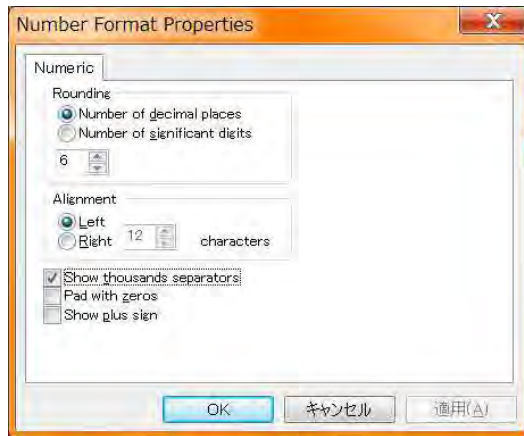 Number Format Properties
Numeric
Rounding
Number of decimal places
Number of significant digits
6
Alignment
Left
Right 12 characters
Show thousands separators
Pad with zeros
Show plus sign
OK キャンセル 適用(A)